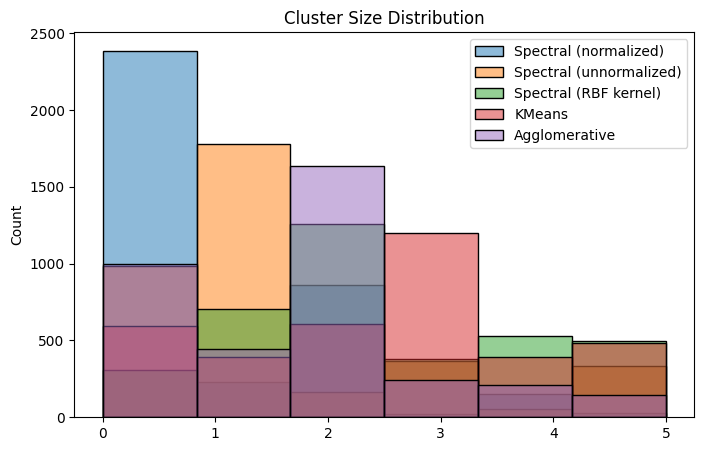 Cluster Size Distribution
2500
2000
1500
1000
500
0
Count
Spectral (normalized)
Spectral (unnormalized)
Spectral (RBF kernel)
KMeans
Agglomerative
0 1 2 3 4 5